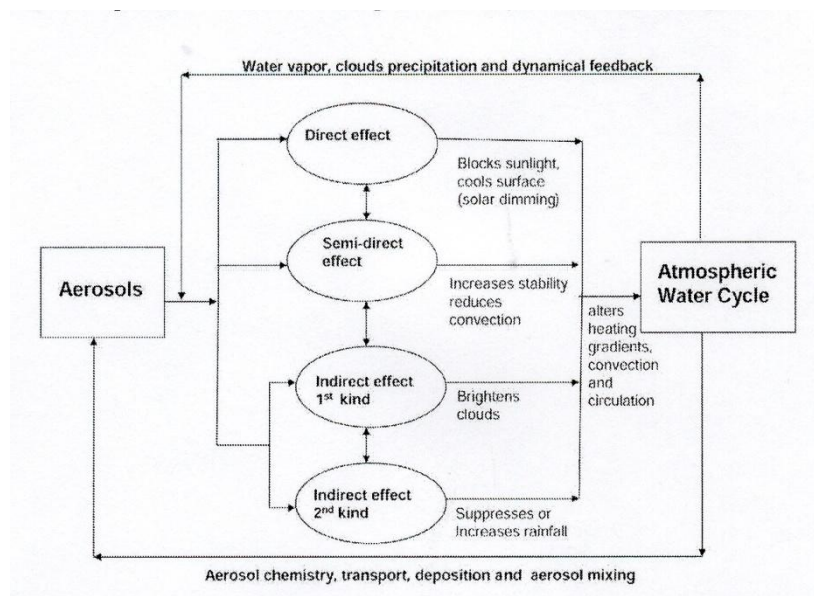 Water vapor, clouds precipitation and dynamical feedback
Direct effect
Blocks sunlight,
cools surface
(solar dimming)
Semi-direct
effect
Increases stability
reduces
convection
Aerosols
Atmospheric
Water Cycle
alters
heating
gradients,
convection
and
circulation
Indirect effect
1st kind
Brightens
clouds
Indirect effect
2nd kind
Suppresses or
Increases rainfall
Aerosol chemistry, transport, deposition and aerosol mixing